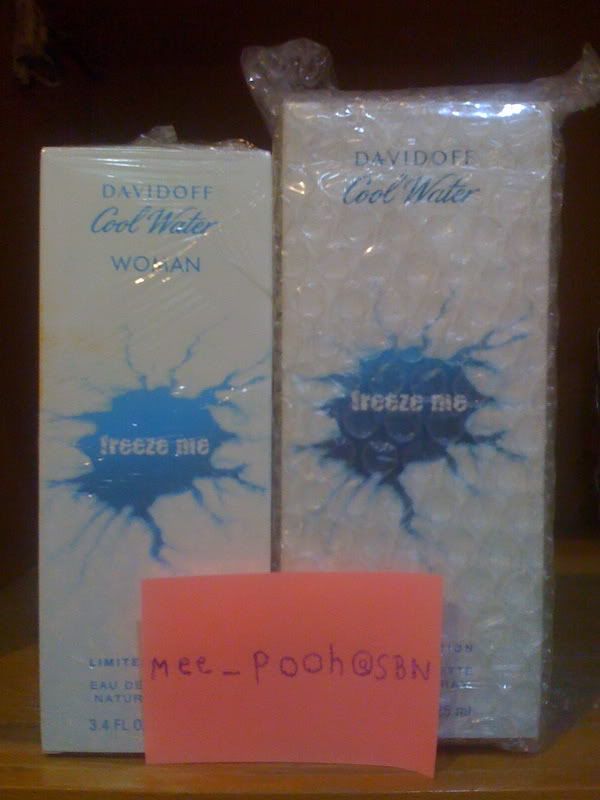 DAVIDOFF
Cool Water
WOMAN
freeze me
LIMITE
EAU DE
NATUR
3.4 FL.O
DAVIDOFF
Cool Water
freeze me
ml
mee_pooh@SBN